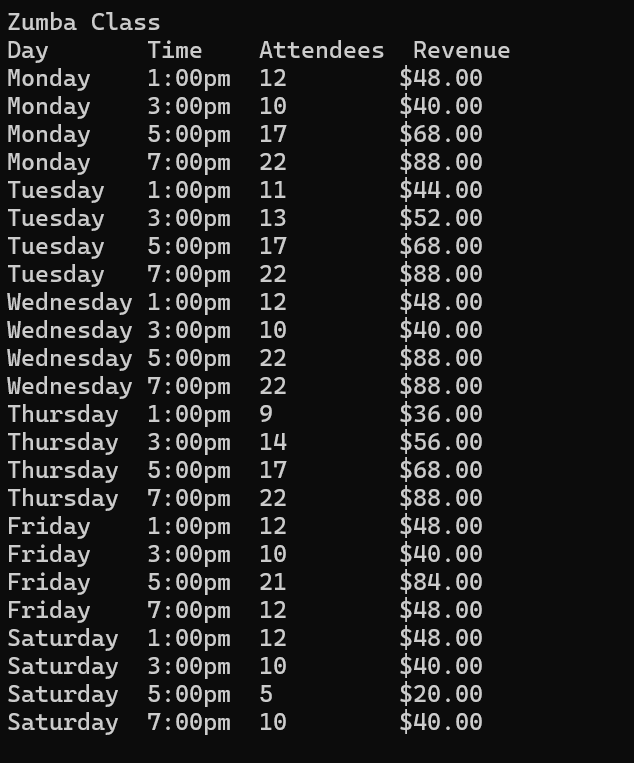 Zumba Class
Day       Time    Attendees  Revenue
Monday    1:00pm  12        $48.00
Monday    3:00pm  10        $40.00
Monday    5:00pm  17        $68.00
Monday    7:00pm  22        $88.00
Tuesday   1:00pm  11        $44.00
Tuesday   3:00pm  13        $52.00
Tuesday   5:00pm  17        $68.00
Tuesday   7:00pm  22        $88.00
Wednesday 1:00pm  12        $48.00
Wednesday 3:00pm  10        $40.00
Wednesday 5:00pm  22        $88.00
Wednesday 7:00pm  22        $88.00
Thursday  1:00pm  9         $36.00
Thursday  3:00pm  14        $56.00
Thursday  5:00pm  17        $68.00
Thursday  7:00pm  22        $88.00
Friday    1:00pm  12        $48.00
Friday    3:00pm  10        $40.00
Friday    5:00pm  21        $84.00
Friday    7:00pm  12        $48.00
Saturday  1:00pm  12        $48.00
Saturday  3:00pm  10        $40.00
Saturday  5:00pm  5         $20.00
Saturday  7:00pm  10        $40.00